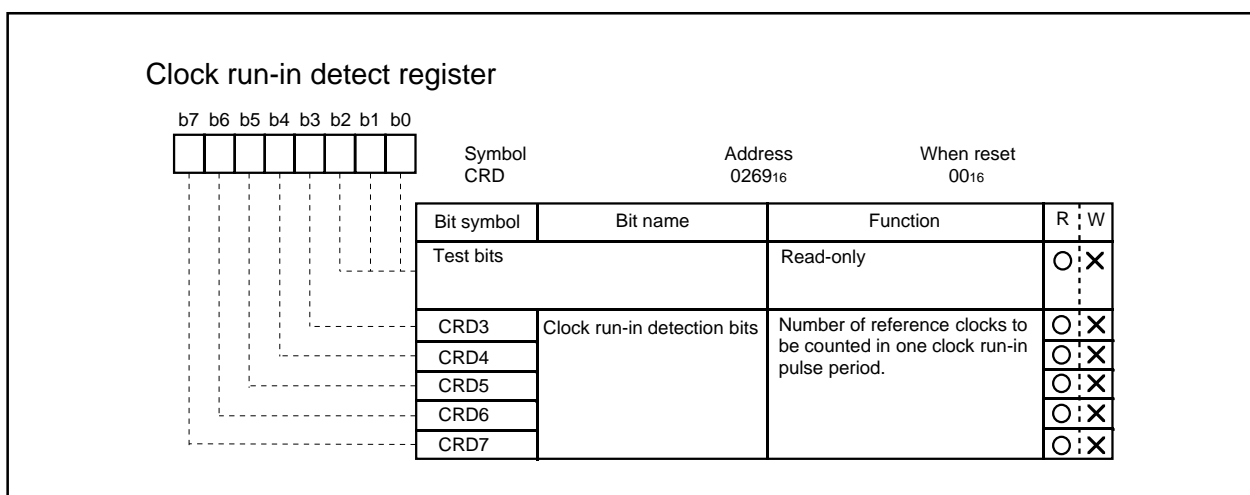 Clock run-in detect register
b7 b6 b5 b4 b3 b2 b1 b0
Symbol Address When reset
CRD 026916 0016
Bit symbol Bit name Function R W
Test bits Read-only O X
CRD3 Clock run-in detection bits Number of reference clocks to O X
CRD4 be counted in one clock run-in O X
CRD5 pulse period. O X
CRD6 O X
CRD7 O X